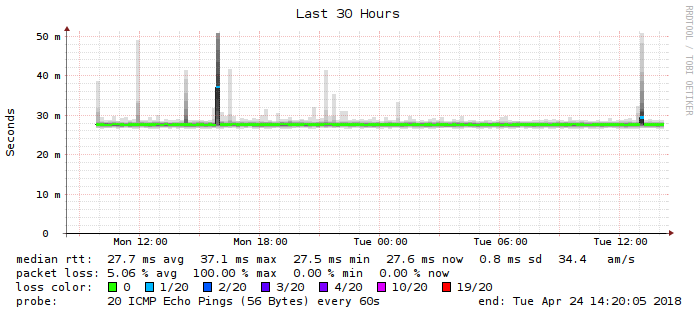 Last 30 Hours
RRDTOOL / TOBI OETIKER
Seconds
50 m
40 m
30 m
20 m
10 m
0
Mon 12:00 Mon 18:00 Tue 00:00 Tue 06:00 Tue 12:00
median rtt: 27.7 ms avg 37.1 ms max 27.5 ms min 27.6 ms now 0.8 ms sd 34.4 am/s
packet loss: 5.06 % avg 100.00 % max 0.00 % min 0.00 % now
loss color: 0 1/20 2/20 3/20 4/20 10/20 19/20
probe: 20 ICMP Echo Pings (56 Bytes) every 60s end: Tue Apr 24 14:20:05 2018